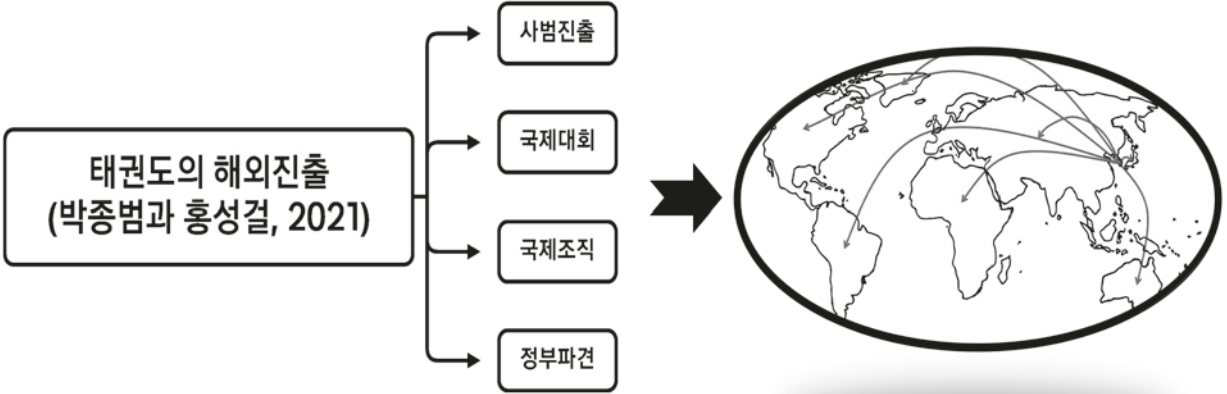 태권도의 해외진출
(박종범과 홍성걸, 2021)
사범진출
국제대회
국제조직
정부파견